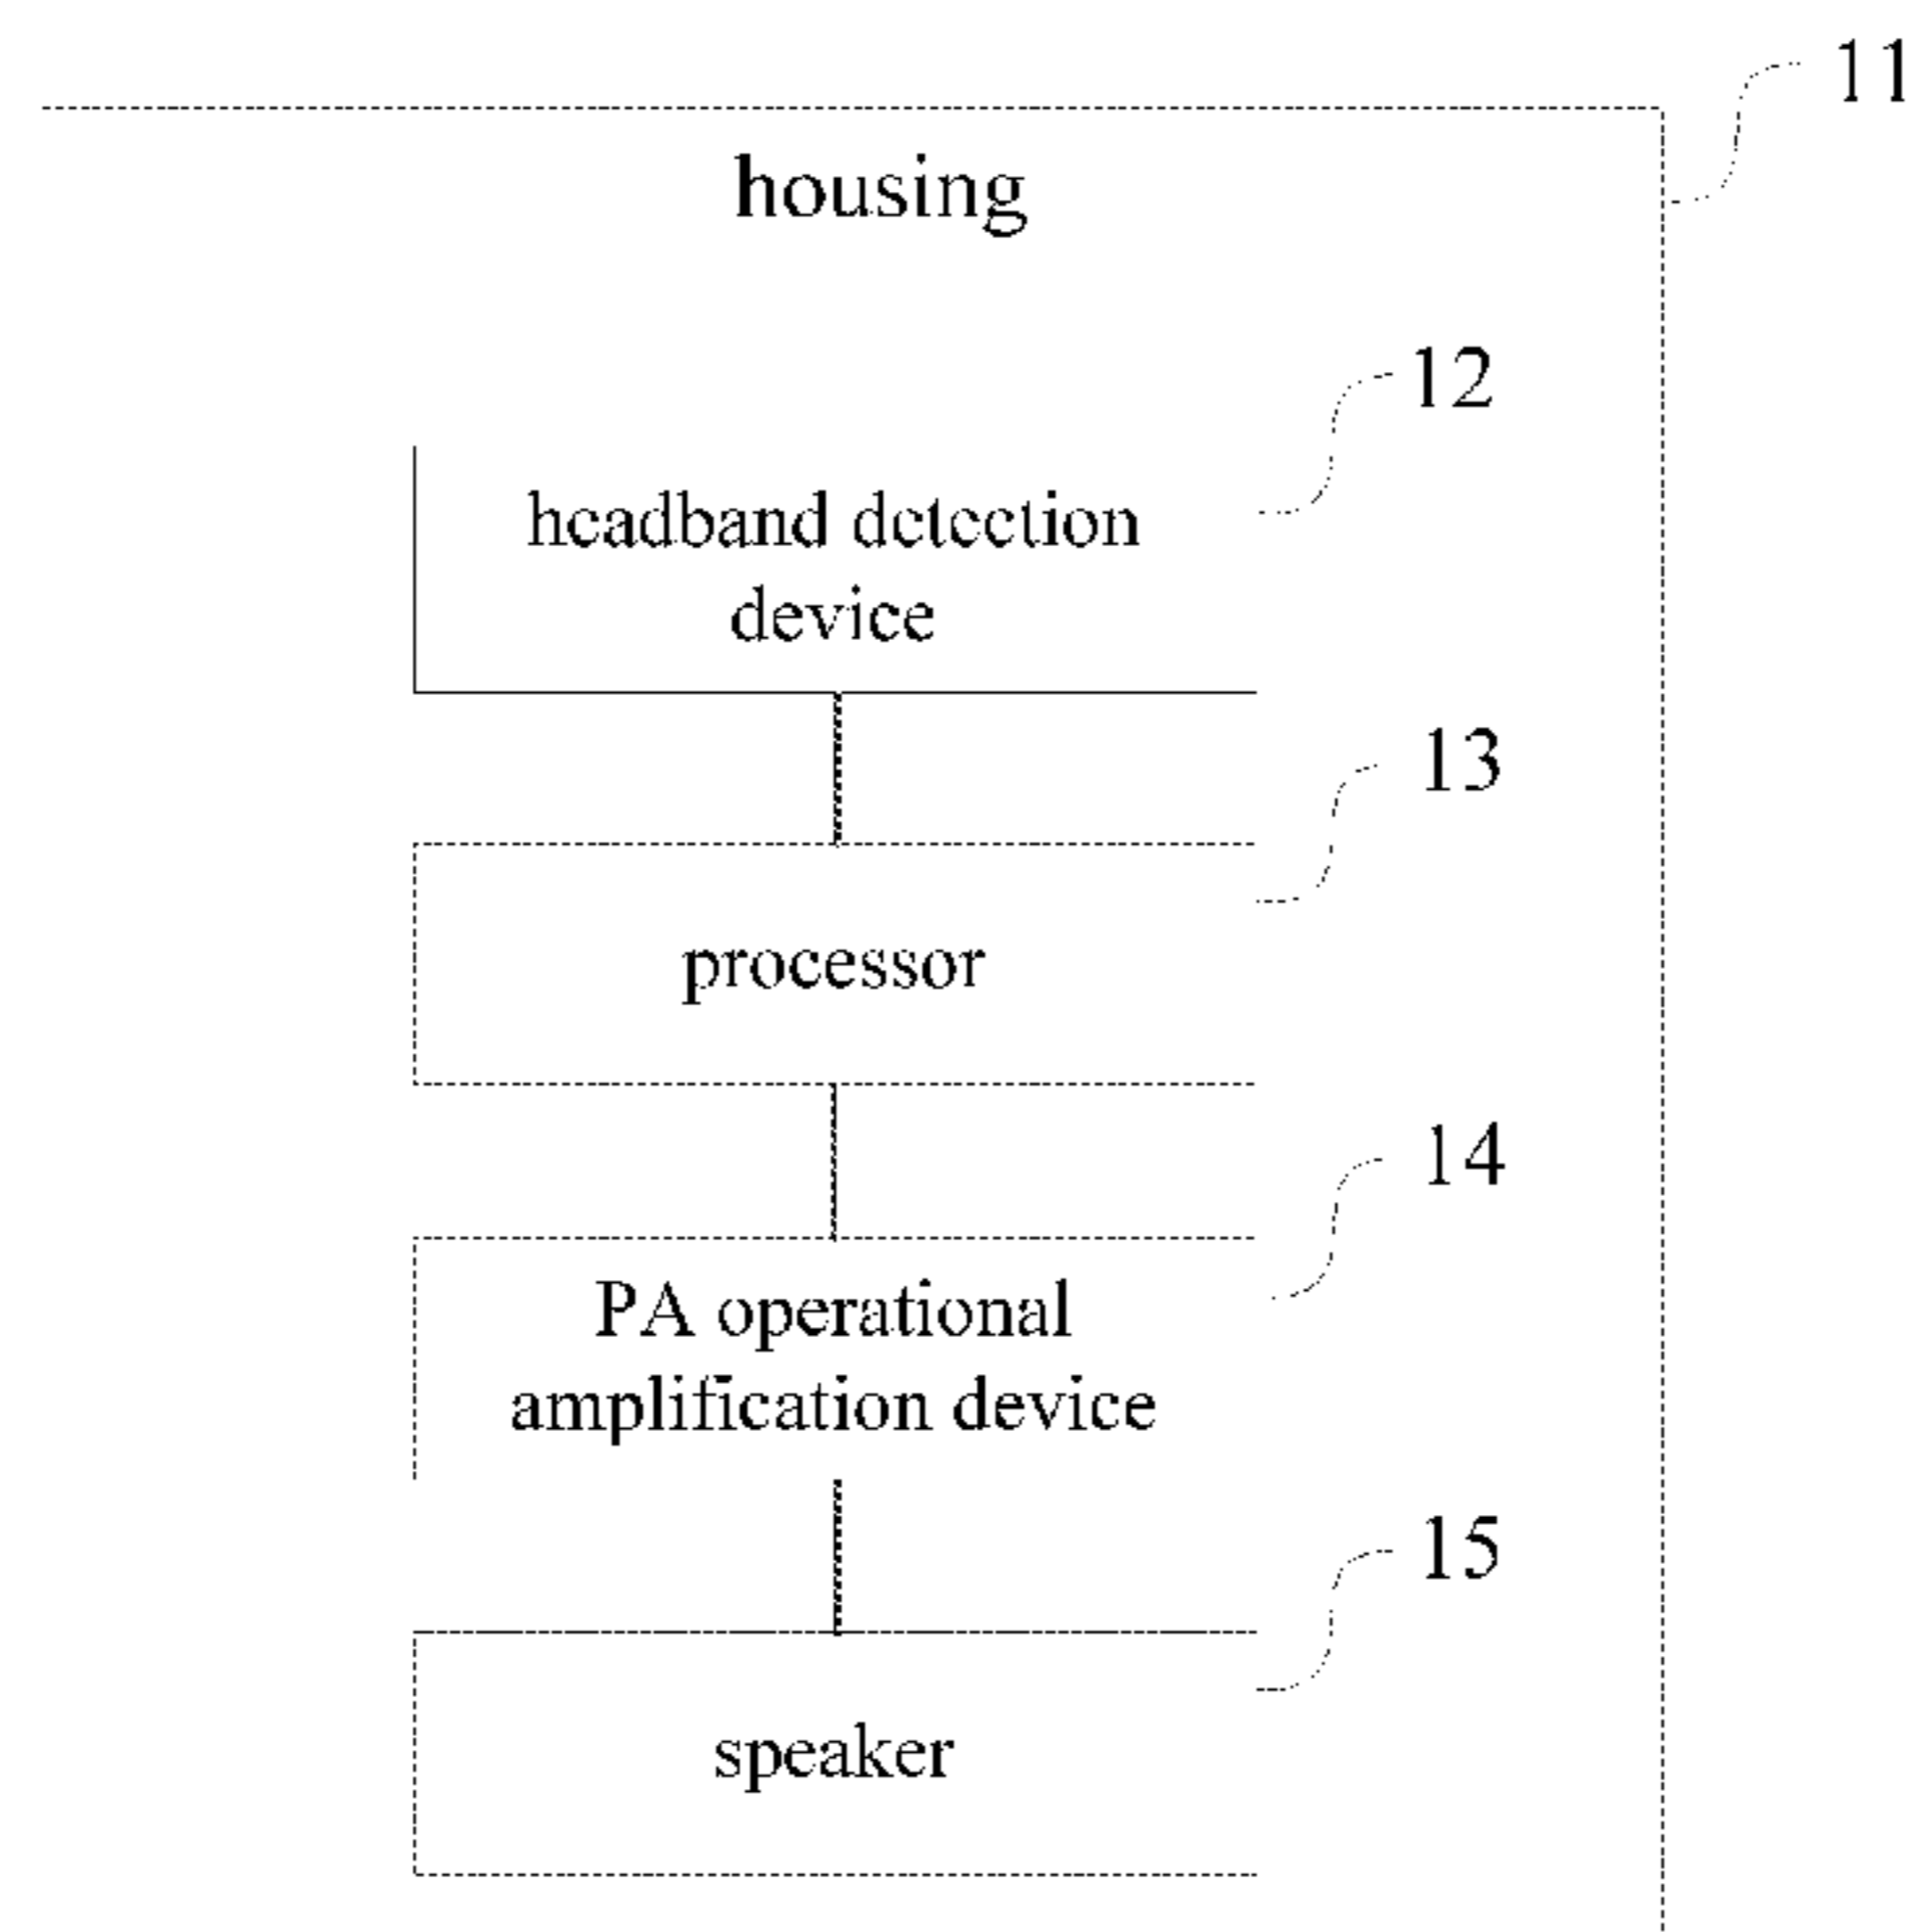 11
housing
12
headband detection
device
13
processor
14
PA operational
amplification device
15
speaker